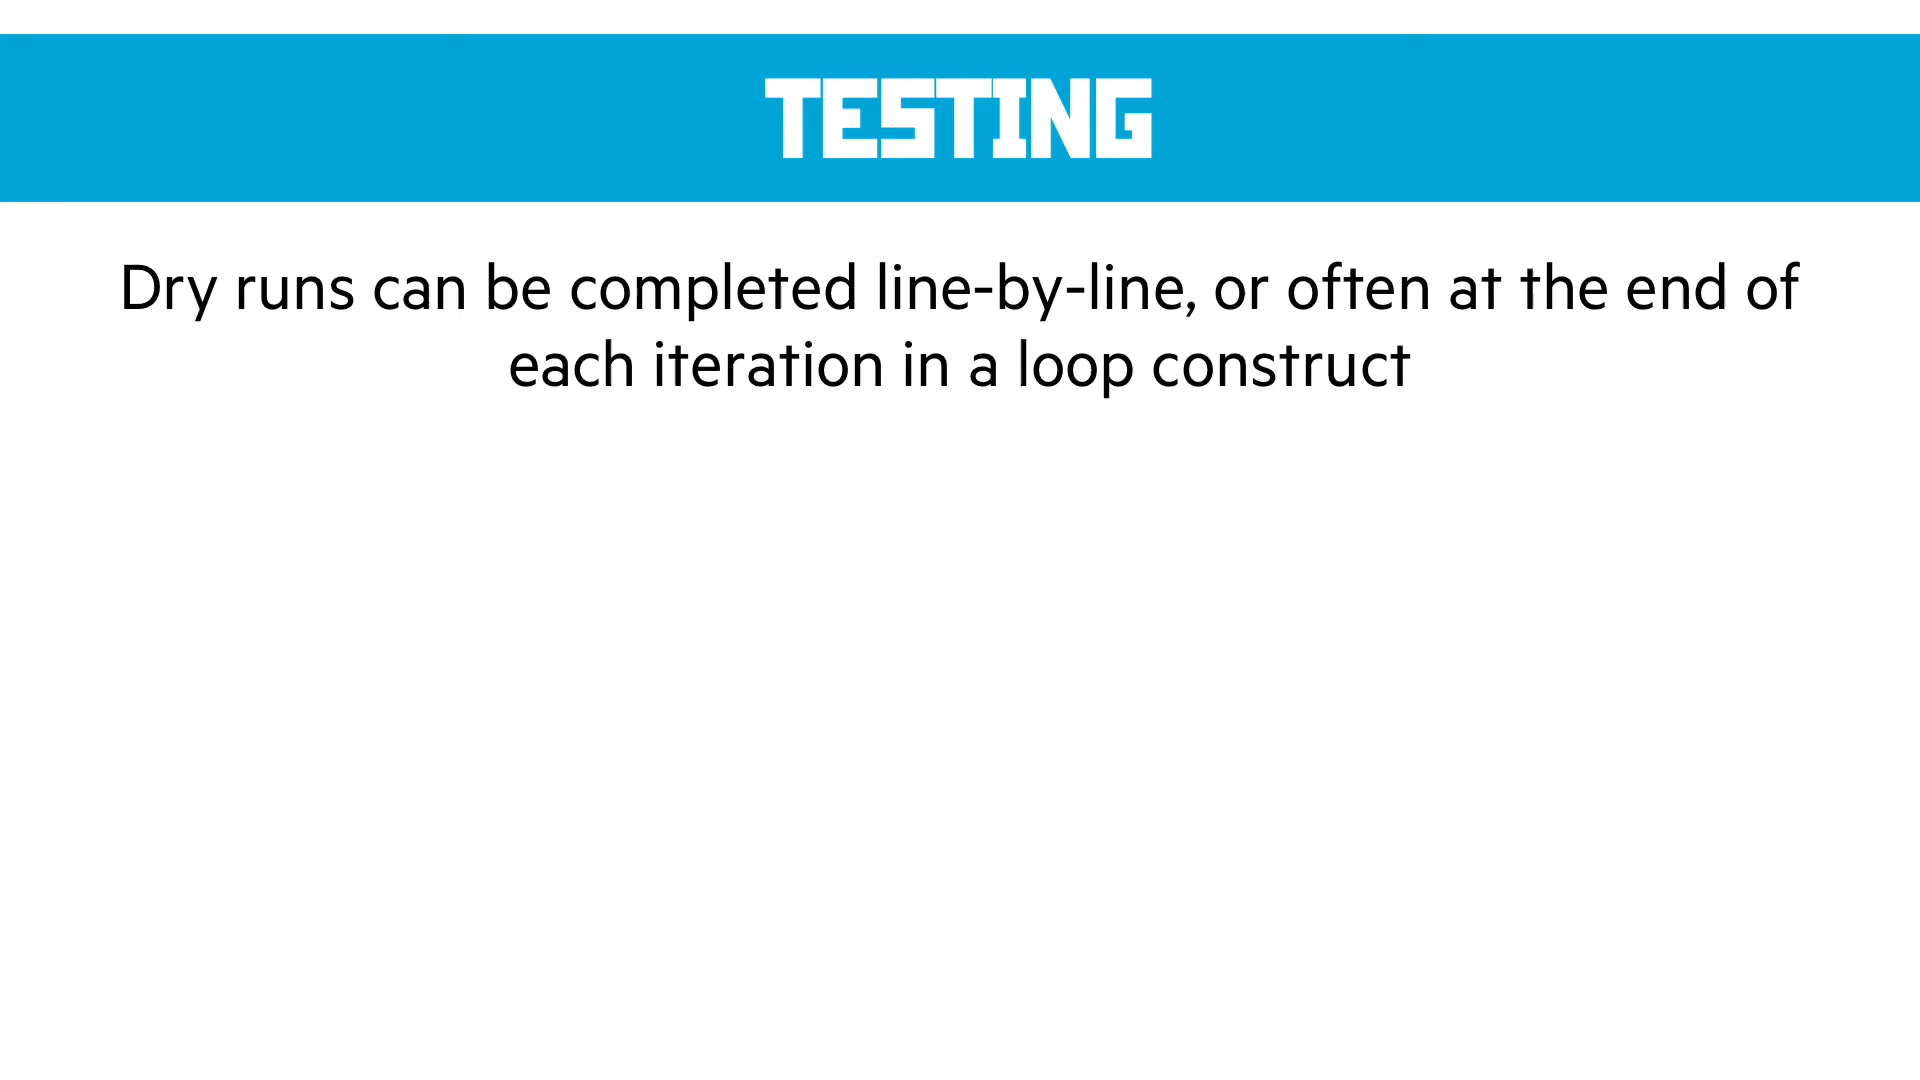 TESTING
Dry runs can be completed line-by-line, or often at the end of
each iteration in a loop construct